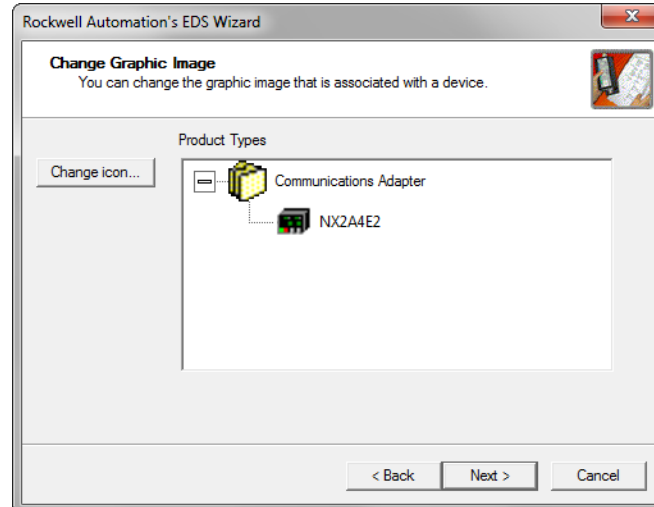 Rockwell Automation's EDS Wizard
Change Graphic Image
You can change the graphic image that is associated with a device.
Product Types
Change icon...
Communications Adapter
NX2A4E2
< Back
Next >
Cancel